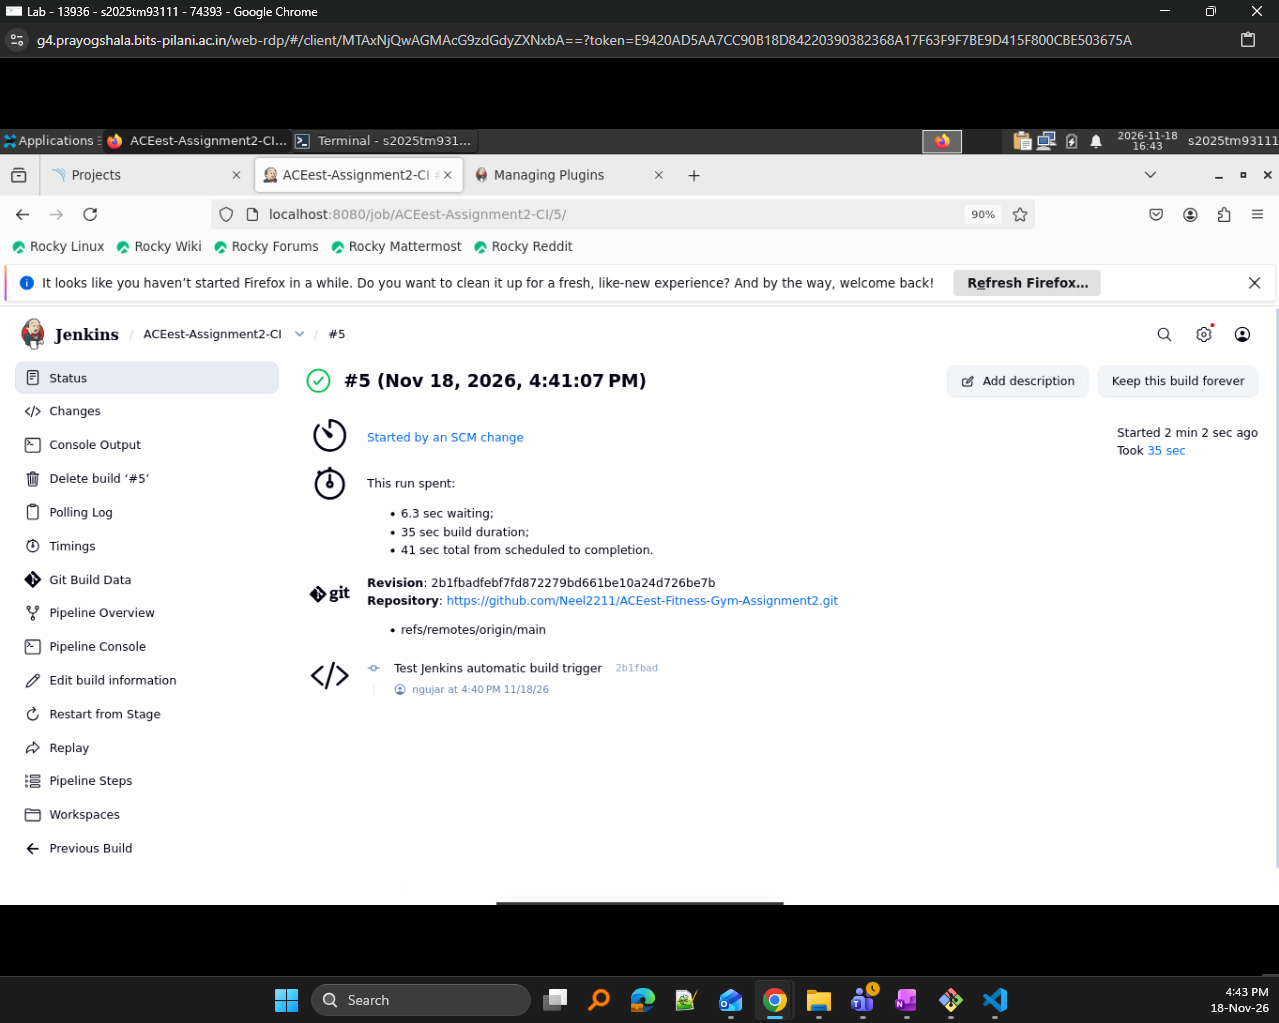 Lab - 13936 - s2025tm93111 - 74393 - Google Chrome
g4.prayogshala.bits-pilani.ac.in/web-rdp/#/client/MTAxNjQwAGMAcG9zdGdyZXNxbA==?token=E9420AD5AA7CC90B18D84220390382368A17F63F9F7BE9D415F800CBE503675A
Applications ACEest-Assignment2-CI... Terminal - s2025tm931... 2026-11-18 s2025tm93111
16:43
Projects ACEest-Assignment2-CI Managing Plugins
localhost:8080/job/ACEest-Assignment2-CI/5/ 90%
Rocky Linux Rocky Wiki Rocky Forums Rocky Mattermost Rocky Reddit
It looks like you haven’t started Firefox in a while. Do you want to clean it up for a fresh, like-new experience? And by the way, welcome back! Refresh Firefox...
Jenkins / ACEest-Assignment2-CI / #5
Status
Changes
Console Output
Delete build ‘#5’
Polling Log
Timings
Git Build Data
Pipeline Overview
Pipeline Console
Edit build information
Restart from Stage
Replay
Pipeline Steps
Workspaces
Previous Build
#5 (Nov 18, 2026, 4:41:07 PM)
Add description Keep this build forever
Started by an SCM change
Started 2 min 2 sec ago
Took 35 sec
This run spent:
• 6.3 sec waiting;
• 35 sec build duration;
• 41 sec total from scheduled to completion.
git
Revision: 2b1fbadfebf7fd872279bd661be10a24d726be7b
Repository: https://github.com/Neel2211/ACEest-Fitness-Gym-Assignment2.git
• refs/remotes/origin/main
Test Jenkins automatic build trigger 2b1fbad
ngujar at 4:40 PM 11/18/26
Search
4:43 PM
18-Nov-26